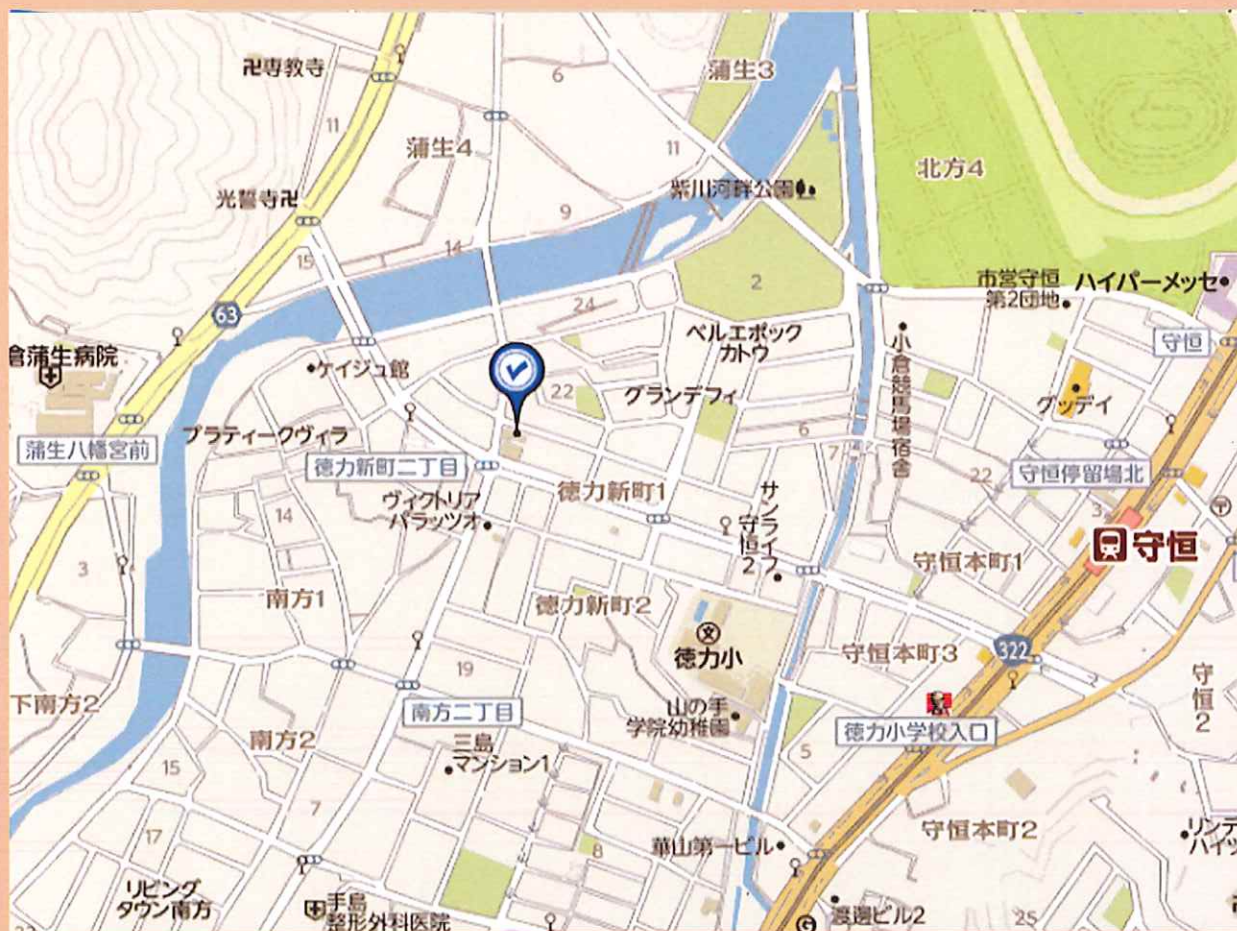 卍専教寺
6
蒲生3
11
蒲生4
11
北方4
紫川河畔公園
光誓寺卍
9
15
14
2
市営守恒
第2団地
ハイパーメッセ
63
24
守恒
倉蒲生病院
ケイジュ館
ベルエポック
カトウ
小倉競馬場宿舎
22
グランデフィ
グッデイ
プラティークヴィラ
6
7
蒲生八幡宮前
徳力新町二丁目
22
守恒停留場北
ヴィクトリア
パラッツオ
徳力新町1
サンライフ
守恒2
3
〒
14
守恒
3
守恒本町1
南方1
徳力新町2
文
徳力小
守恒本町3
322
19
下南方2
守恒2
南方二丁目
山の手
学院幼稚園
徳力小学校入口
南方2
三島
マンション1
5
15
7
17
8
華山第一ビル
守恒本町2
リンデ
ハイツ
リビング
タウン南方
手島
整形外科医院
渡邊ビル2
25